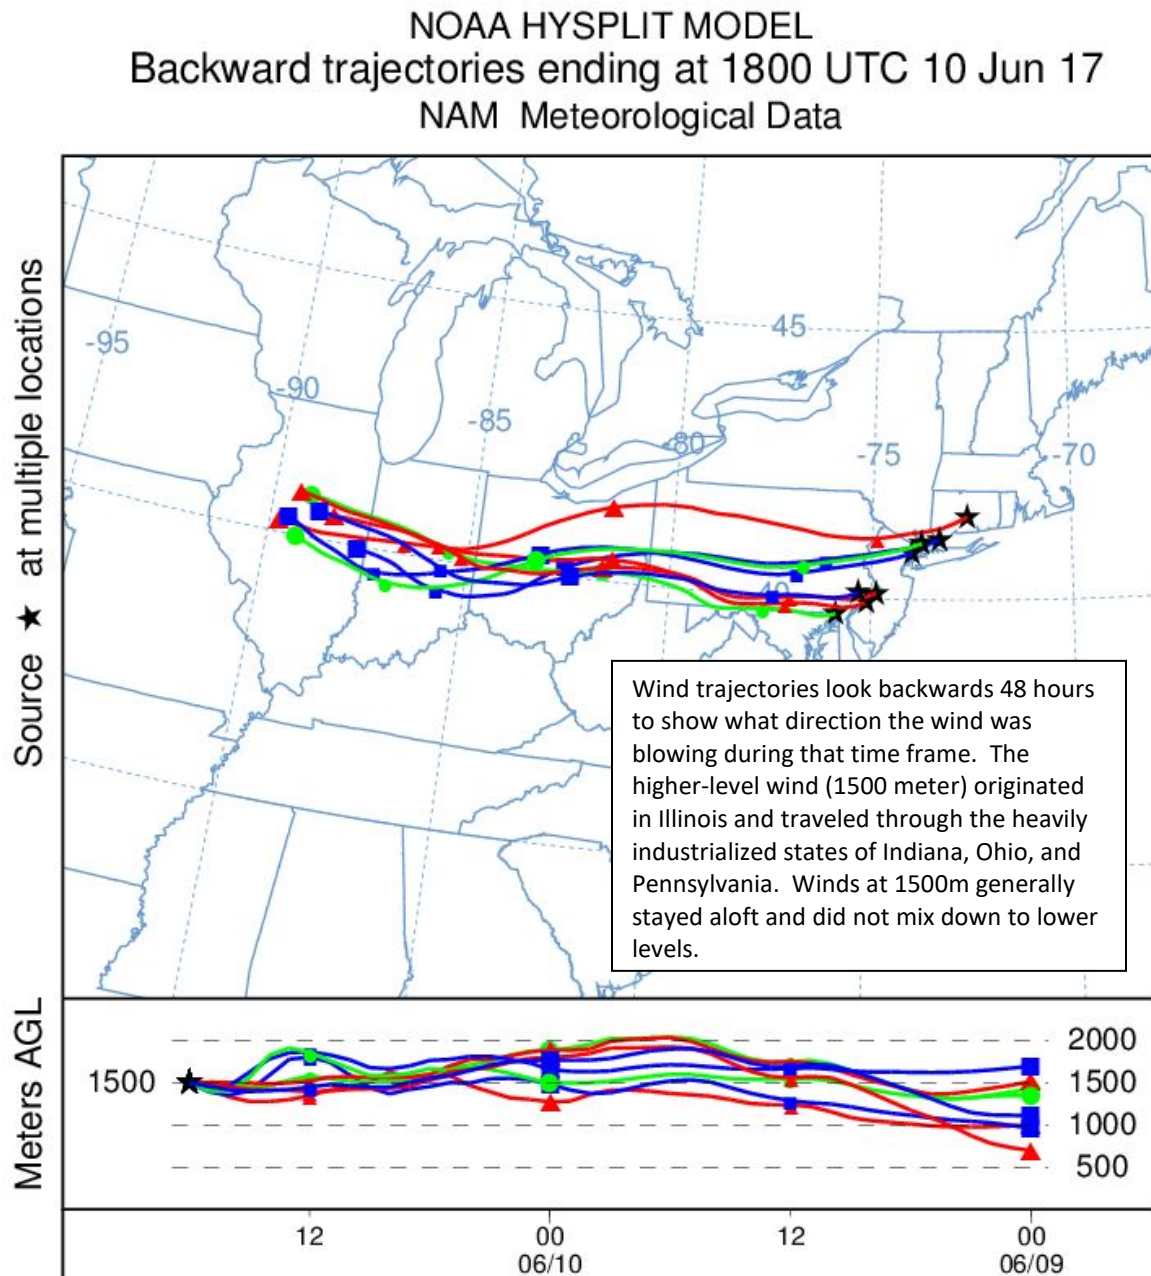 NOAA HYSPLIT MODEL
Backward trajectories ending at 1800 UTC 10 Jun 17
NAM Meteorological Data
Source ★ at multiple locations
45
-95
-90
-85
-80
-75
-70
40
Wind trajectories look backwards 48 hours
to show what direction the wind was
blowing during that time frame. The
higher-level wind (1500 meter) originated
in Illinois and traveled through the heavily
industrialized states of Indiana, Ohio, and
Pennsylvania. Winds at 1500m generally
stayed aloft and did not mix down to lower
levels.
Meters AGL
1500
2000
1500
1000
500
12 00 12 00
06/10 06/09